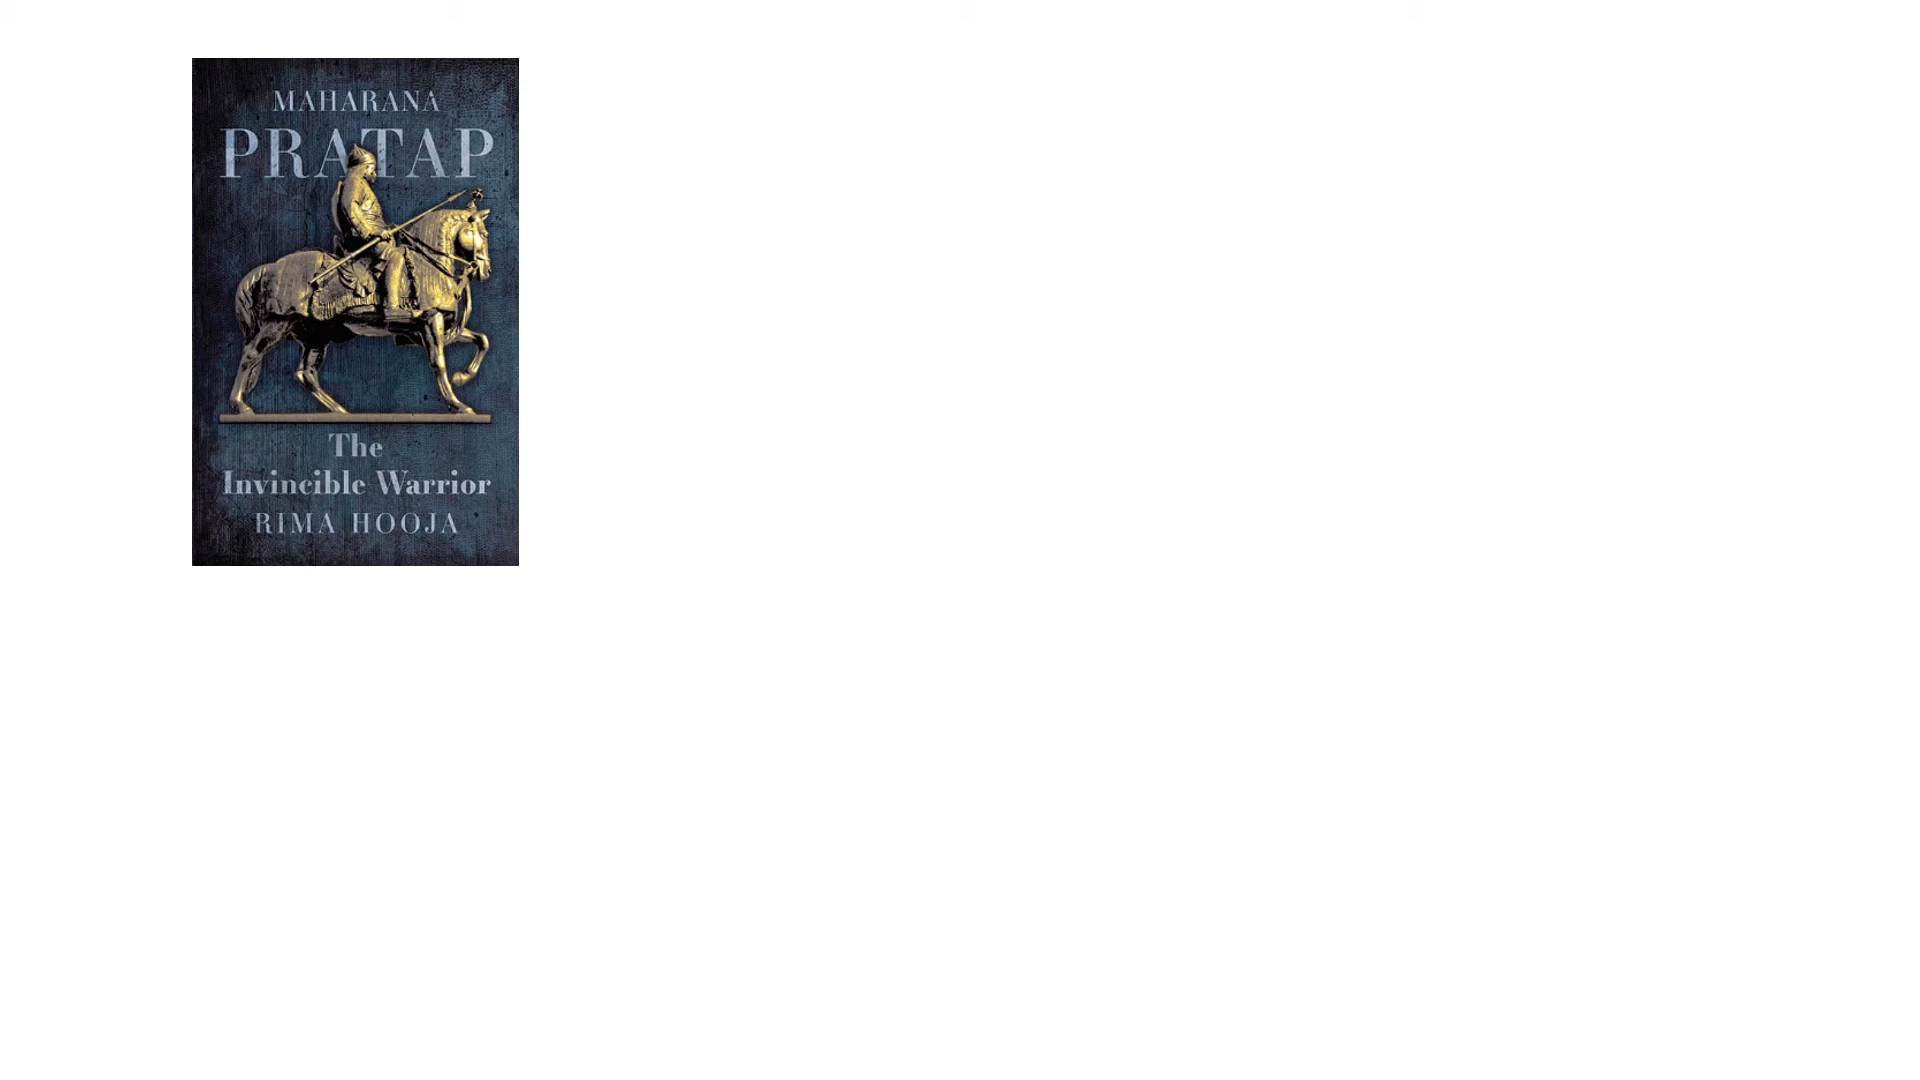 MAHARANA
PRATAP
The
Invincible Warrior
RIMA HOOJA